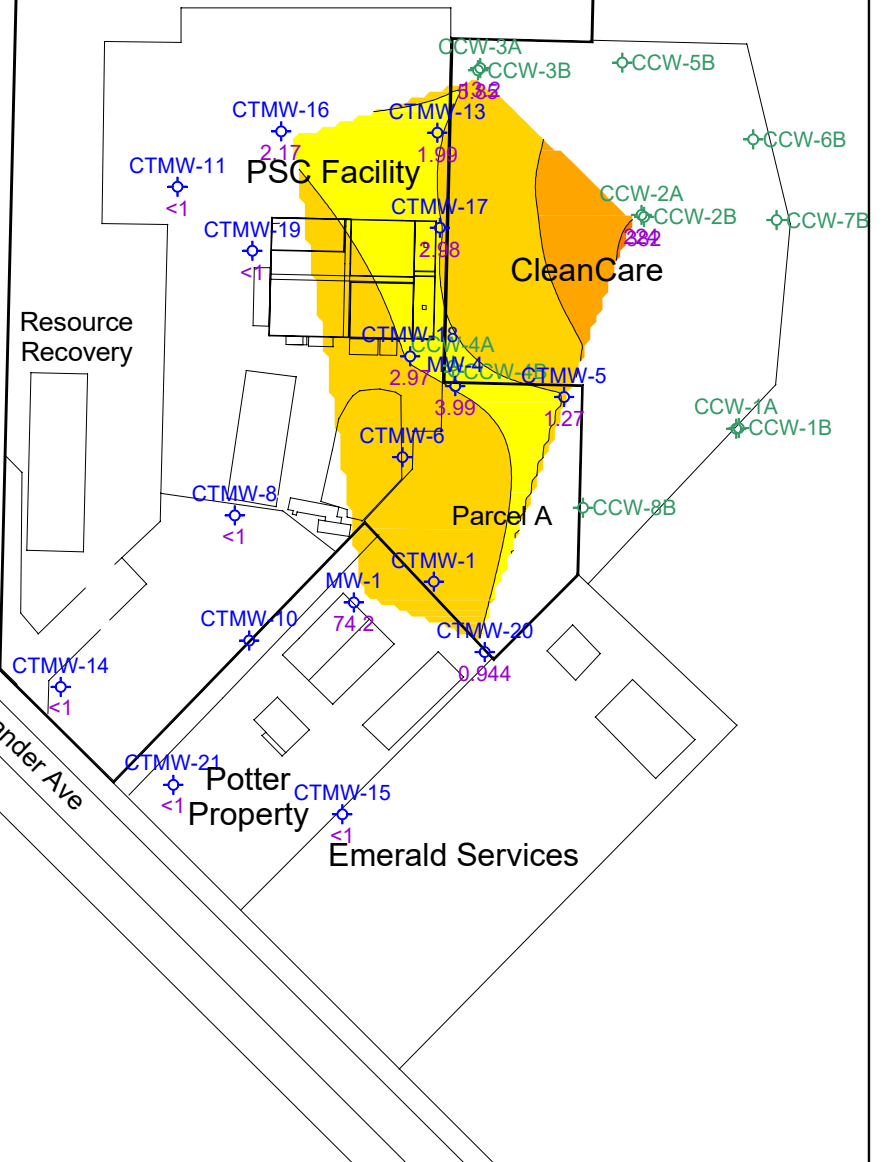 CCW-3A
CCW-3B
CCW-5B
CTMW-16
CTMW-13
2.17
1.99
CCW-6B
CTMW-11
PSC Facility
<1
CCW-2A
CTMW-17
CCW-2B
CCW-7B
CTMW-19
2.98
<1
CleanCare
Resource
Recovery
CTMW-18
CCW-4A
2.97
MW-4
CCW-4B
CTMW-5
3.99
1.27
CCW-1A
CCW-1B
CTMW-6
CTMW-8
<1
CCW-8B
Parcel A
CTMW-1
MW-1
74.2
CTMW-10
CTMW-20
0.944
CTMW-14
<1
ander Ave
CTMW-21
<1
Potter
Property
CTMW-15
<1
Emerald Services